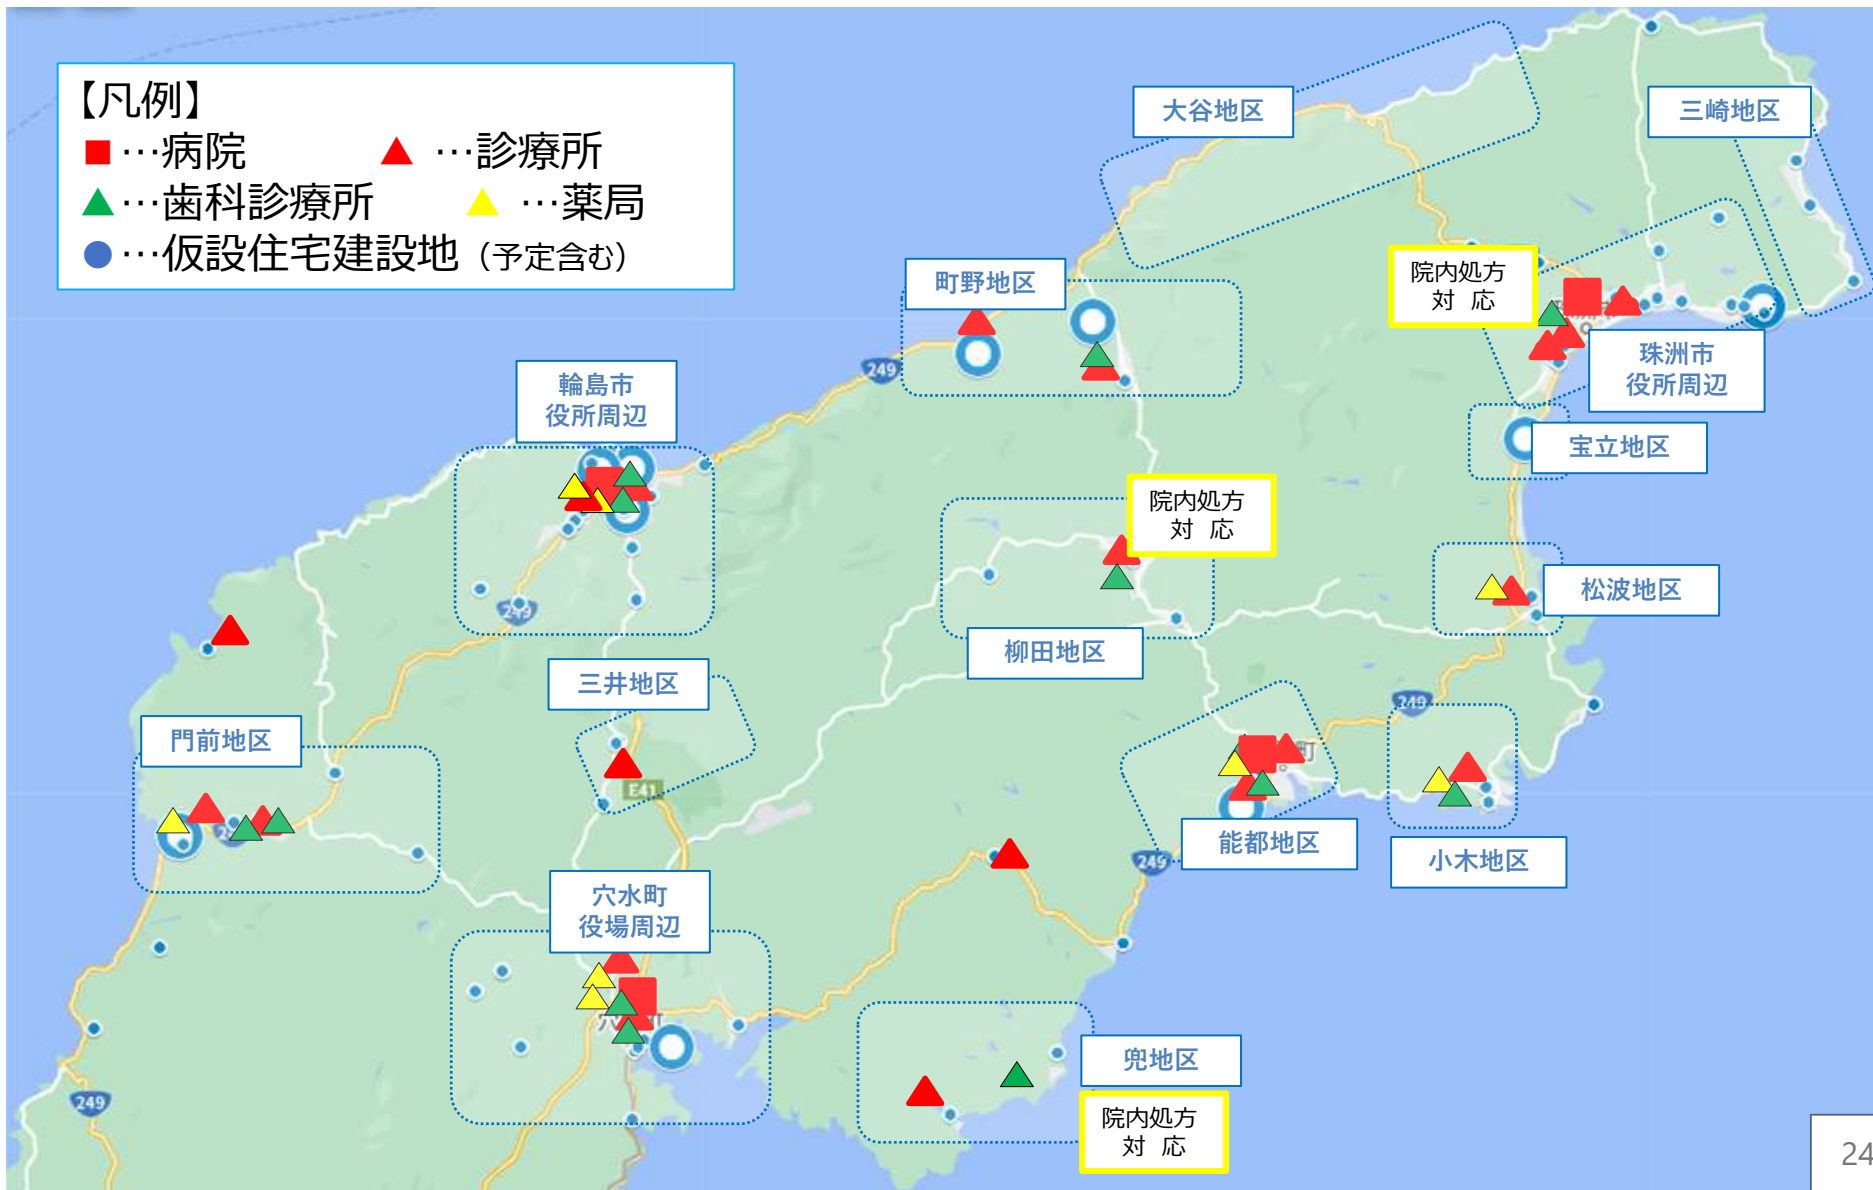 【凡例】
■…病院 ▲…診療所
▲…歯科診療所 ▲…薬局
●…仮設住宅建設地（予定含む）
大谷地区
三崎地区
町野地区
院内処方
対 応
珠洲市
役所周辺
249
輪島市
役所周辺
宝立地区
院内処方
対 応
松波地区
249
柳田地区
三井地区
249
門前地区
E41
町
能都地区
249
小木地区
穴水町
役場周辺
穴
町
兜地区
249
院内処方
対 応
24